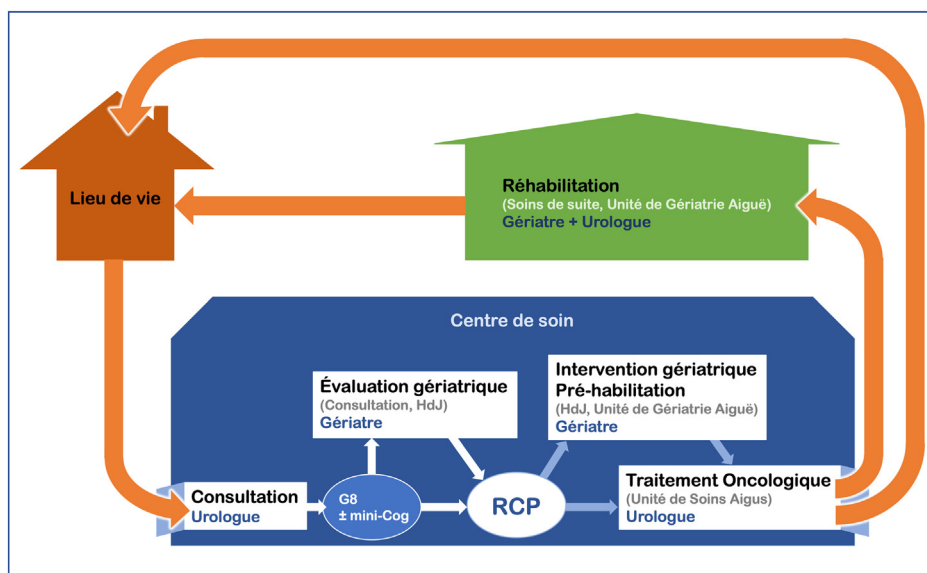 Lieu de vie
Réhabilitation
(Soins de suite, Unité de Gériatrie Aiguë)
Gériatre + Urologue
Centre de soin
Évaluation gériatrique
(Consultation, HdJ)
Gériatre
Intervention gériatrique
Pré-habilitation
(HdJ, Unité de Gériatrie Aiguë)
Gériatre
Consultation
Urologue
G8
± mini-Cog
RCP
Traitement Oncologique
(Unité de Soins Aigus)
Urologue